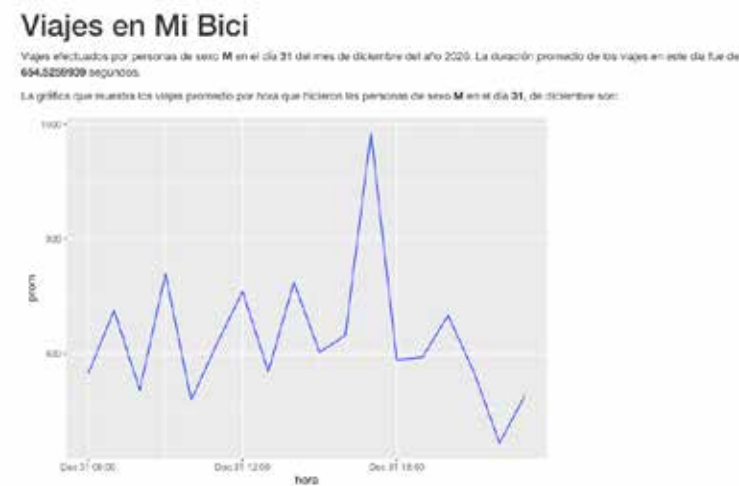 Viajes en Mi Bici
Viajes efectuados por personas de sexo M en el día 31 del mes de diciembre del año 2020. La duración promedio de los viajes en este día fue de
654.5259939 segundos.
La gráfica que muestra los viajes promedio por hora que hicieron las personas de sexo M en el día 31, de diciembre son:
1000
800
600
prom
Dec 31 06:00 Dec 31 12:00 Dec 31 18:00
hora